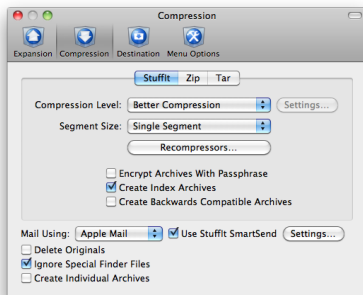 Compression
Expansion Compression Destination Menu Options
StuffIt Zip Tar
Compression Level: Better Compression Settings...
Segment Size: Single Segment
Recompressors...
Encrypt Archives With Passphrase
Create Index Archives
Create Backwards Compatible Archives
Mail Using: Apple Mail Use StuffIt SmartSend Settings...
Delete Originals
Ignore Special Finder Files
Create Individual Archives